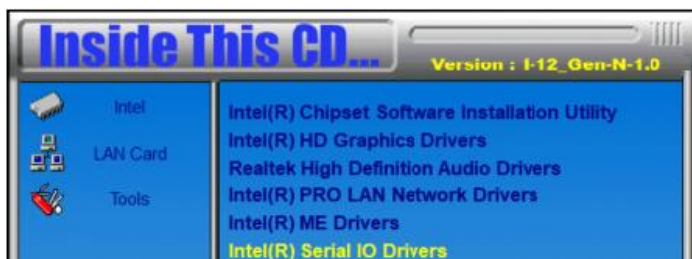 Inside This CD...
Version : I-12_Gen-N-1.0
Intel
LAN Card
Tools
Intel(R) Chipset Software Installation Utility
Intel(R) HD Graphics Drivers
Realtek High Definition Audio Drivers
Intel(R) PRO LAN Network Drivers
Intel(R) ME Drivers
Intel(R) Serial IO Drivers